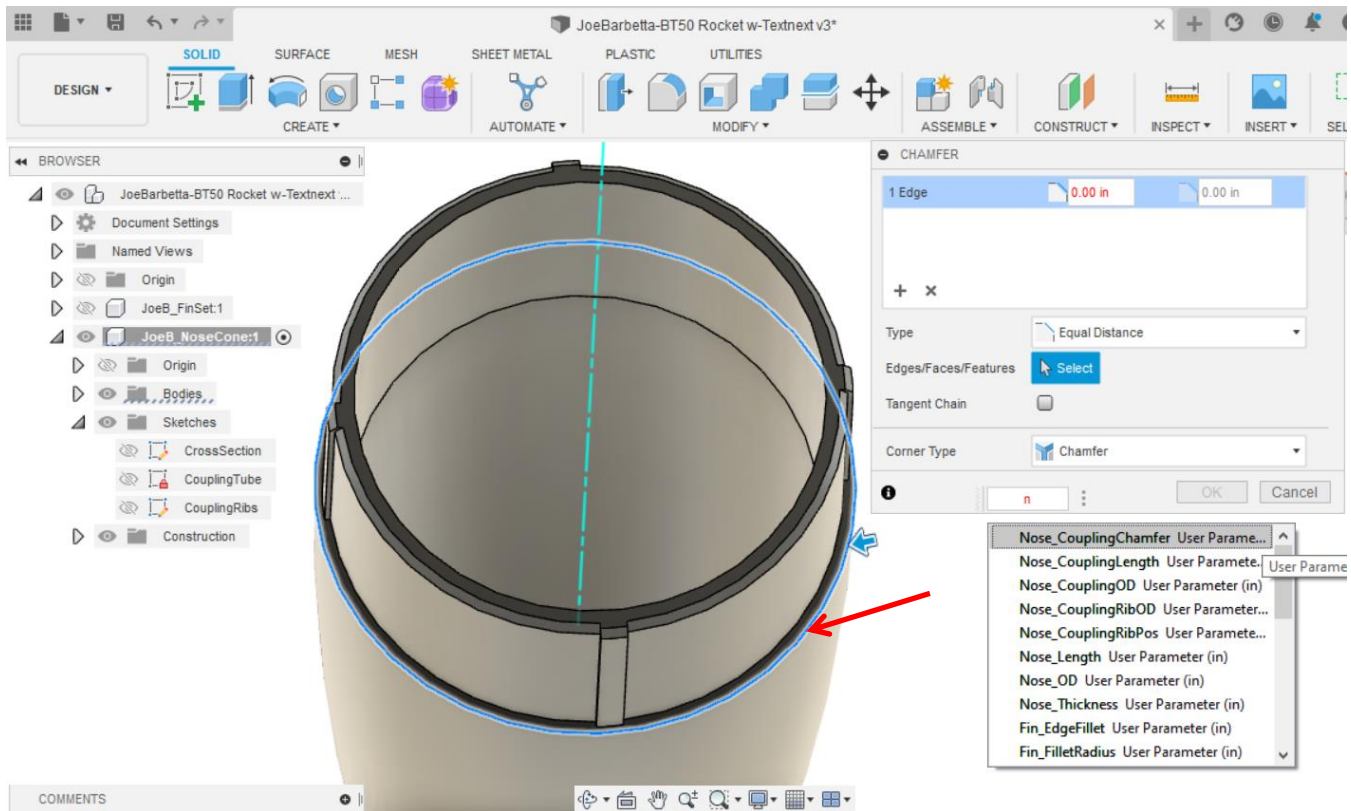 JoeBarbetta-BT50 Rocket w-Textnext v3*
SOLID SURFACE MESH SHEET METAL PLASTIC UTILITIES
DESIGN
CREATE AUTOMATE MODIFY ASSEMBLE CONSTRUCT INSPECT INSERT SEL
BROWSER
JoeBarbetta-BT50 Rocket w-Textnext ...
Document Settings
Named Views
Origin
JoeB_FinSet:1
JoeB_NoseCone:1
Origin
Bodies
Sketches
CrossSection
CouplingTube
CouplingRibs
Construction
COMMENTS
CHAMFER
1 Edge 0.00 in 0.00 in
Type Equal Distance
Edges/Faces/Features Select
Tangent Chain
Corner Type Chamfer
n OK Cancel
Nose_CouplingChamfer User Parame...
Nose_CouplingLength User Paramete... User Parame
Nose_CouplingOD User Parameter (in)
Nose_CouplingRibOD User Parameter...
Nose_CouplingRibPos User Paramete...
Nose_Length User Parameter (in)
Nose_OD User Parameter (in)
Nose_Thickness User Parameter (in)
Fin_EdgeFillet User Parameter (in)
Fin_FilletRadius User Parameter (in)